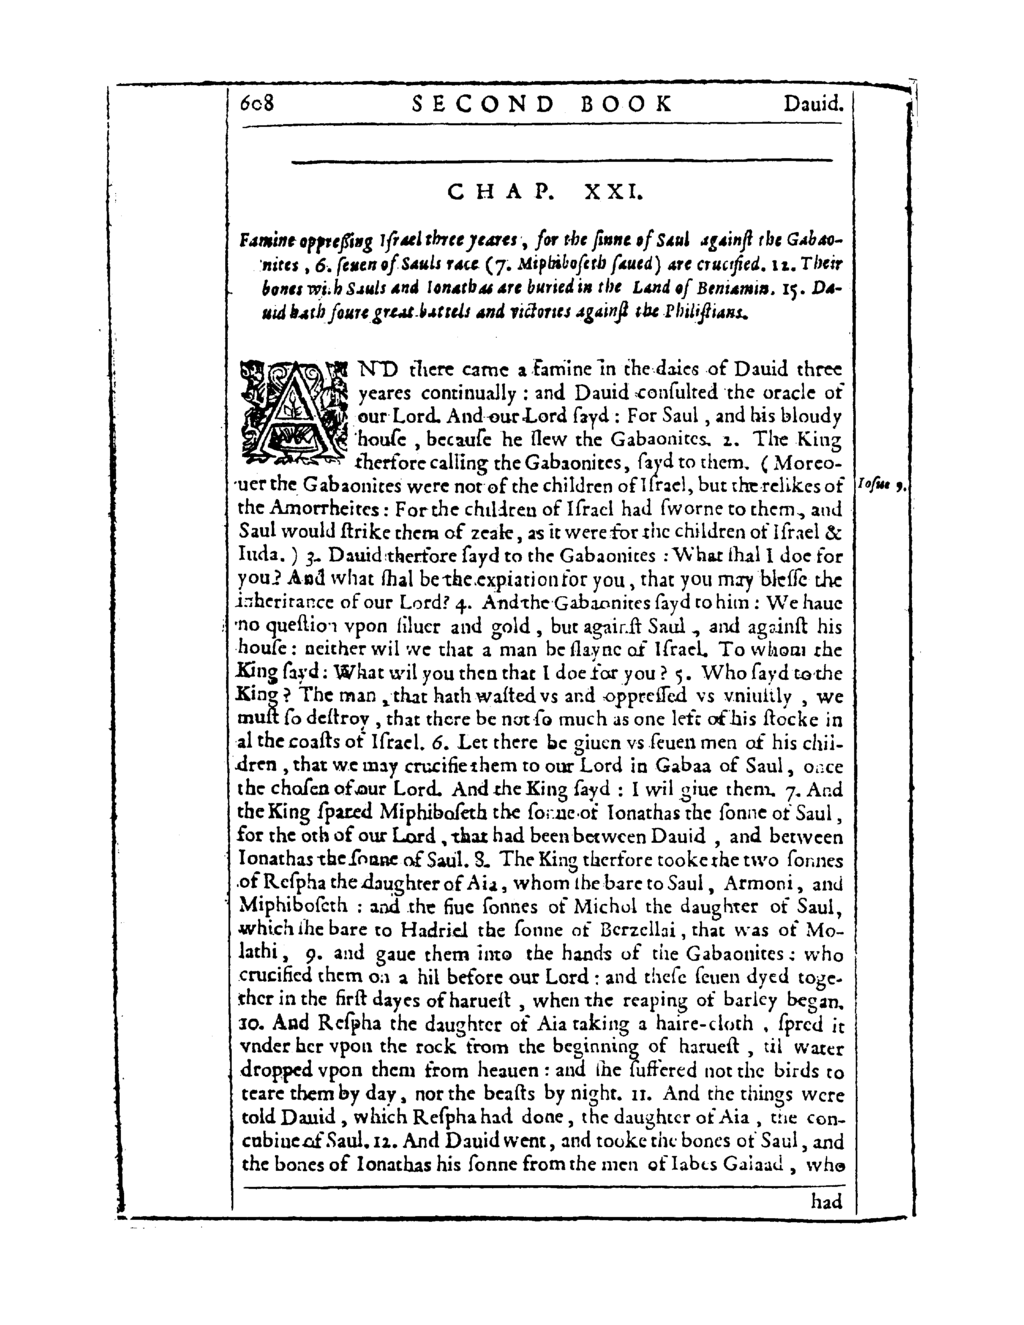 608 SECOND BOOK Dauid.
CHAP. XXI.
Famine oppreſsing Iſrael three yeares, for the ſinne of Saul againſt the Gabao-
nites, 6. ſeuen of Sauls race (7. Miphiboſeth ſaued) are crucified. 12. Their
bones with Sauls and Ionathas are buried in the Land of Beniamin. 15. Da-
uid hath foure great battels and victories againſt the Philiſtians.
AND there came a famine in the daies of Dauid three
yeares continually : and Dauid conſulted the oracle of
our Lord. And our Lord ſayd : For Saul, and his bloudy
houſe, becauſe he ſlew the Gabaonites. 2. The King
therfore calling the Gabaonites, ſayd to them. (Moreo-
uer the Gabaonites were not of the children of Iſrael, but the relikes of
Ioſue 9.
the Amorrheites : For the children of Iſrael had ſworne to them, and
Saul would ſtrike them of zeale, as it were for the children of Iſrael &
Iuda.) 3. Dauid therfore ſayd to the Gabaonites : What ſhal I doe for
you? And what ſhal be the expiation for you, that you may bleſſe the
inheritance of our Lord? 4. And the Gabaonites ſayd to him : We haue
no queſtion vpon ſiluer and gold, but againſt Saul, and againſt his
houſe : neither wil we that a man be ſlayne of Iſrael. To whom the
King ſayd : What wil you then that I doe for you? 5. Who ſayd to the
King? The man, that hath waſted vs and oppreſſed vs vniuſtly, we
muſt ſo deſtroy, that there be not ſo much as one left of his ſtocke in
al the coaſts of Iſrael. 6. Let there be giuen vs ſeuen men of his chil-
dren, that we may crucifie them to our Lord in Gabaa of Saul, once
the choſen of our Lord. And the King ſayd : I wil giue them. 7. And
the King ſpared Miphiboſeth the ſonne of Ionathas the ſonne of Saul,
for the oth of our Lord, that had been betwcen Dauid, and between
Ionathas the ſonne of Saul. 8. The King therfore tooke the two ſonnes
of Reſpha the daughter of Aia, whom ſhe bare to Saul, Armoni, and
Miphiboſeth : and the fiue ſonnes of Michol the daughter of Saul,
which ſhe bare to Hadriel the ſonne of Berzellai, that was of Mo-
lathi, 9. and gaue them into the hands of the Gabaonites : who
crucified them on a hil before our Lord : and theſe ſeuen dyed toge-
ther in the firſt dayes of harueſt, when the reaping of barley began.
10. And Reſpha the daughter of Aia taking a haire-cloth, ſpred it
vnder her vpon the rock from the beginning of harueſt, til water
dropped vpon them from heauen : and ſhe ſuffered not the birds to
teare them by day, nor the beaſts by night. 11. And the things were
told Dauid, which Reſpha had done, the daughter of Aia, the con-
cubine of Saul. 12. And Dauid went, and tooke the bones of Saul, and
the bones of Ionathas his ſonne from the men of Iabes Galaad, who
had